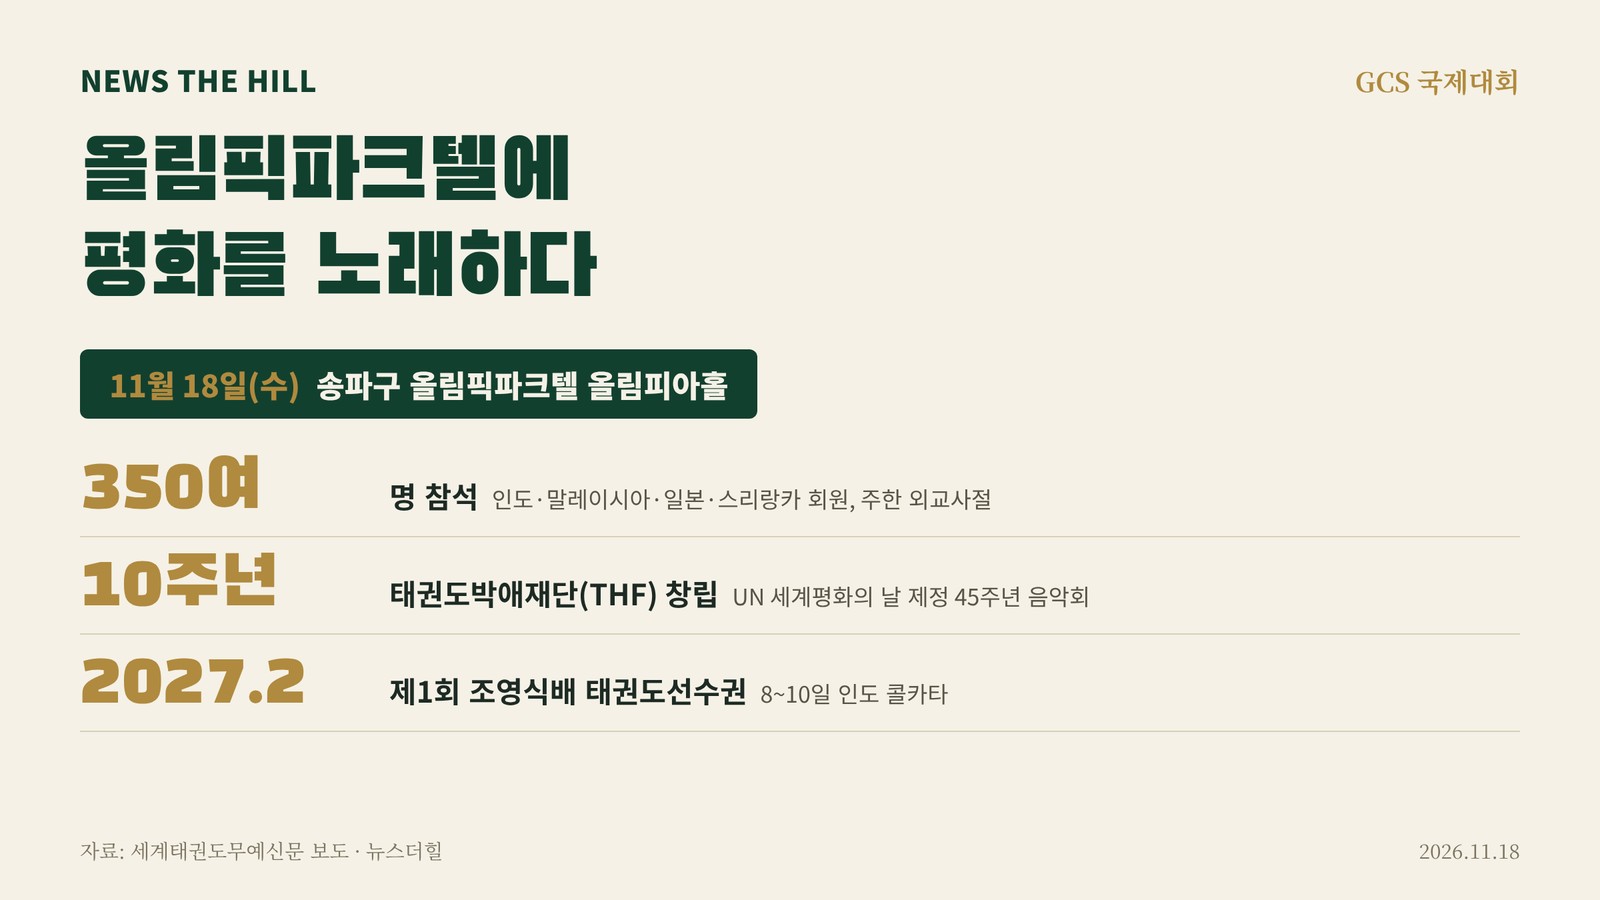 NEWS THE HILL
GCS 국제대회
올림픽파크텔에
평화를 노래하다
11월 18일(수) 송파구 올림픽파크텔 올림피아홀
350여 명 참석 인도·말레이시아·일본·스리랑카 회원, 주한 외교사절
10주년 태권도박애재단(THF) 창립 UN 세계평화의 날 제정 45주년 음악회
2027.2 제1회 조영식배 태권도선수권 8~10일 인도 콜카타
자료: 세계태권도무예신문 보도 · 뉴스더힐
2026.11.18